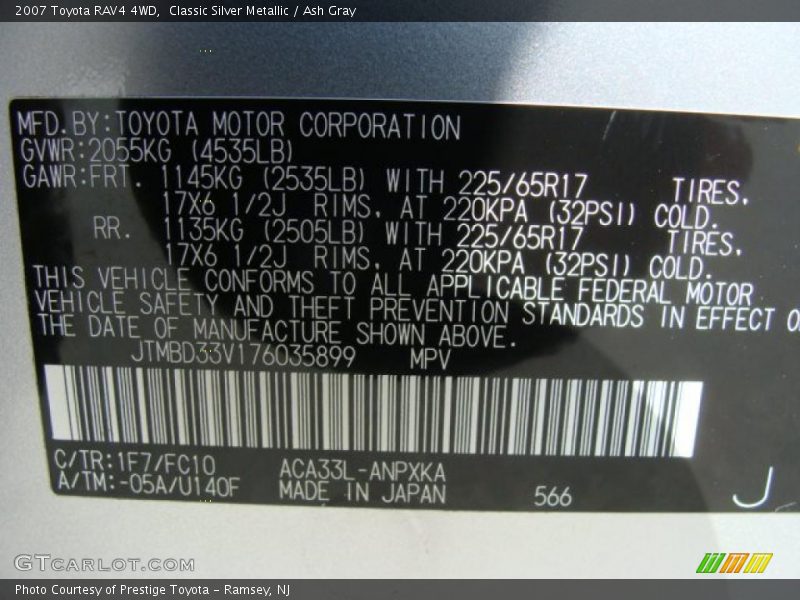 2007 Toyota RAV4 4WD,  Classic Silver Metallic / Ash Gray
MFD.BY:TOYOTA MOTOR CORPORATION
GVWR:2055KG (4535LB)
GAWR:FRT. 1145KG (2535LB) WITH 225/65R17 TIRES,
17X6 1/2J RIMS, AT 220KPA (32PSI) COLD.
RR. 1135KG (2505LB) WITH 225/65R17 TIRES,
17X6 1/2J RIMS, AT 220KPA (32PSI) COLD.
THIS VEHICLE CONFORMS TO ALL APPLICABLE FEDERAL MOTOR
VEHICLE SAFETY AND THEFT PREVENTION STANDARDS IN EFFECT O
THE DATE OF MANUFACTURE SHOWN ABOVE.
JTMBD33V176035899 MPV
C/TR:1F7/FC10 ACA33L-ANPXKA
A/TM:-05A/U140F MADE IN JAPAN 566 J
GTCARLOT.COM
Photo Courtesy of Prestige Toyota - Ramsey, NJ